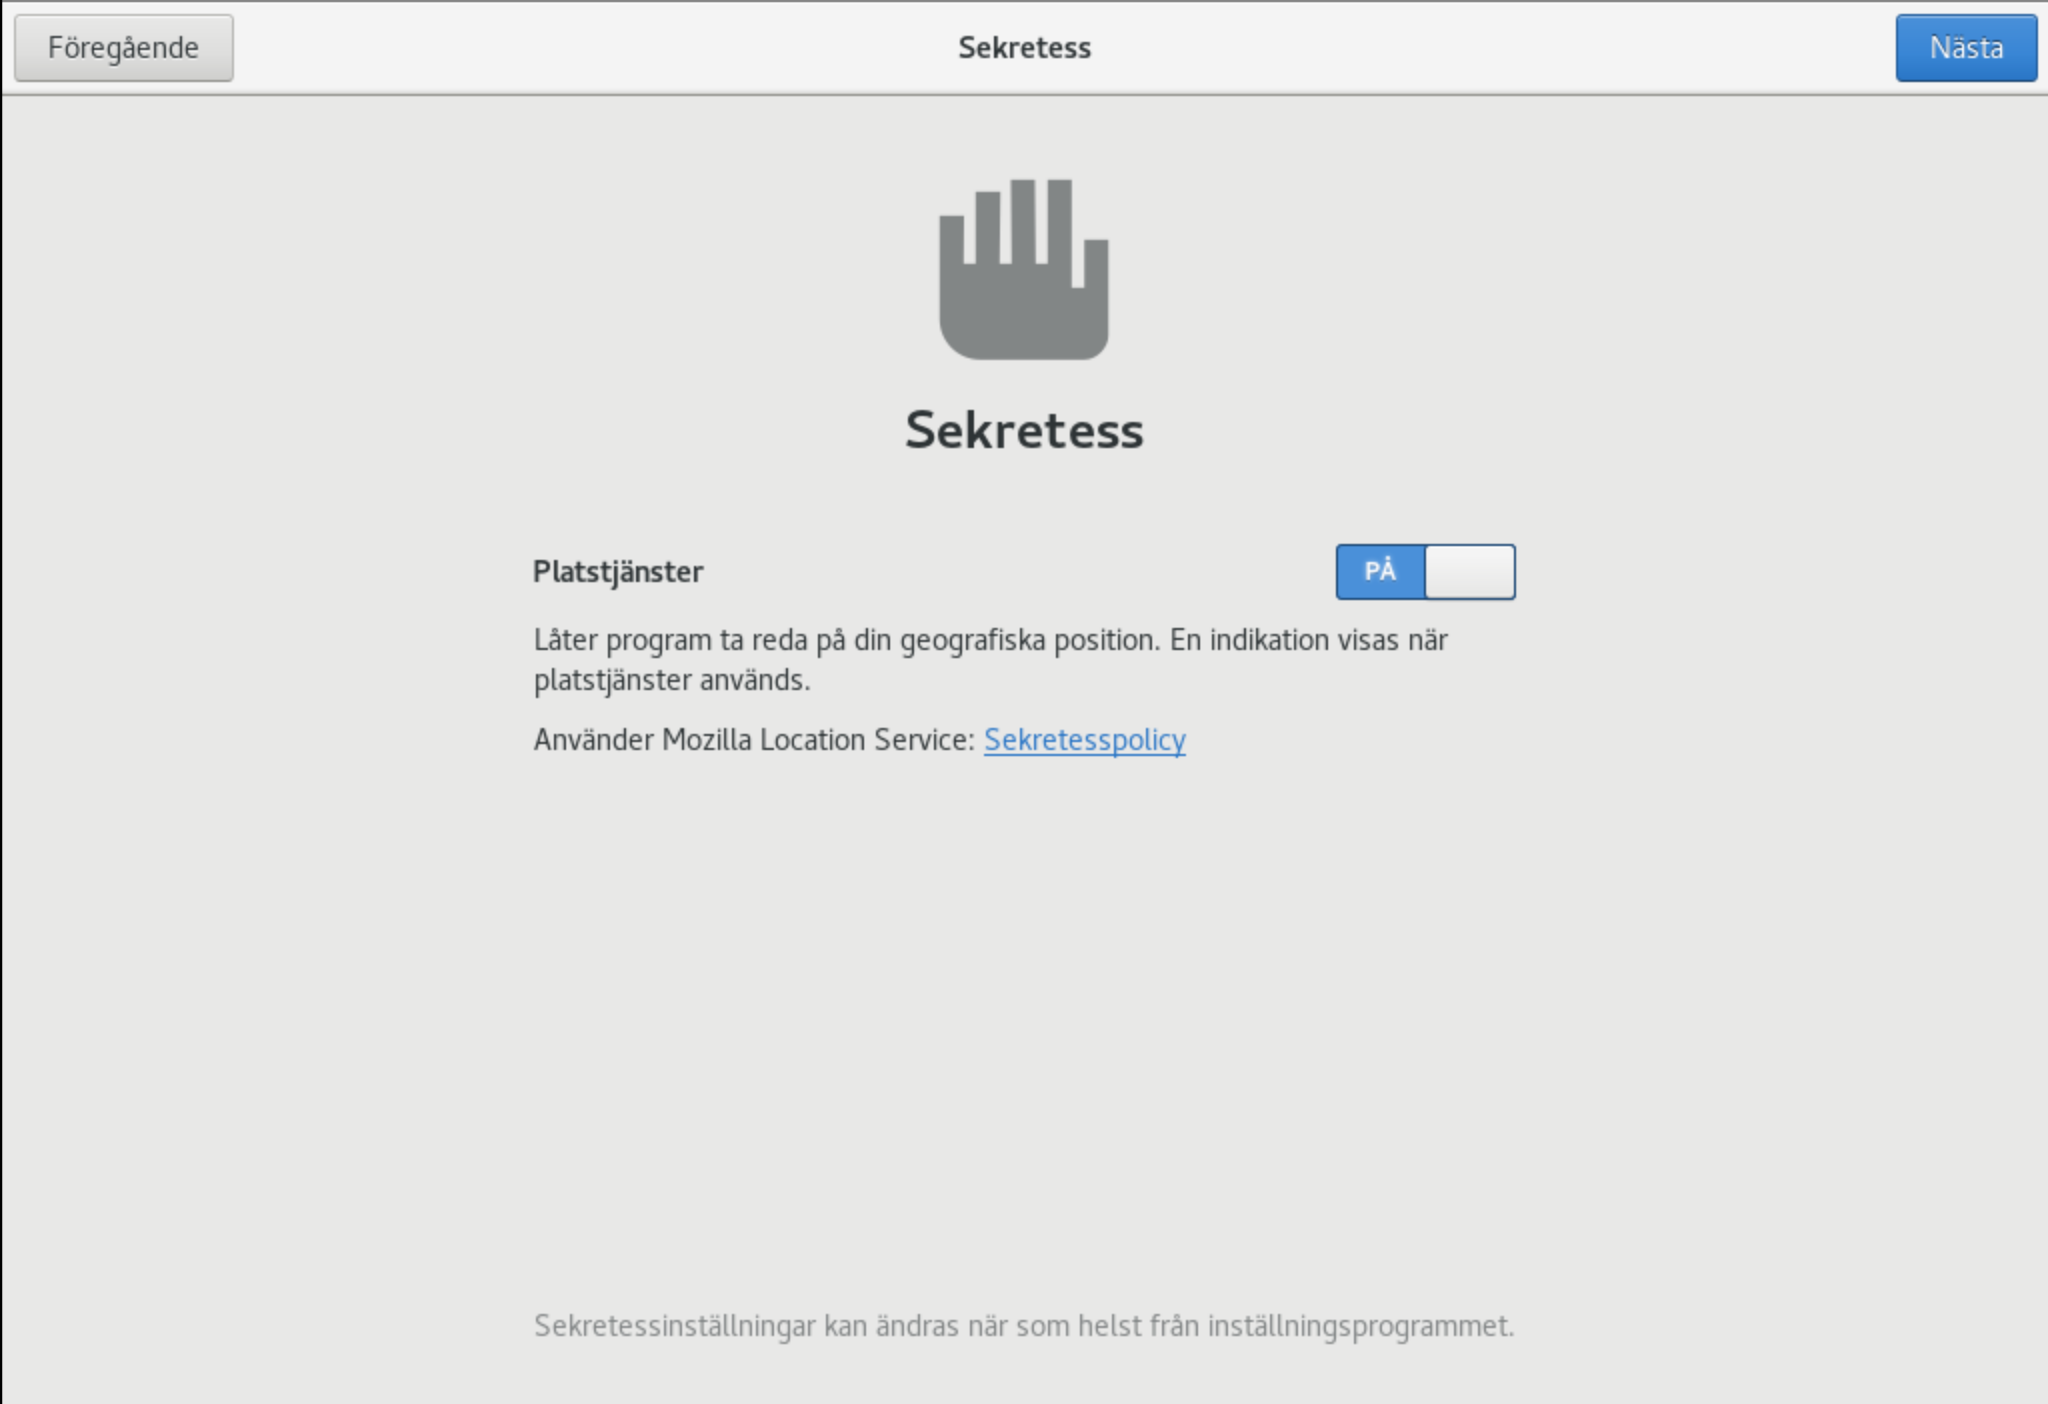 Föregående
Sekretess
Nästa
Sekretess
Platstjänster
PÅ
Låter program ta reda på din geografiska position. En indikation visas när
platstjänster används.
Använder Mozilla Location Service: Sekretesspolicy
Sekretessinställningar kan ändras när som helst från inställningsprogrammet.